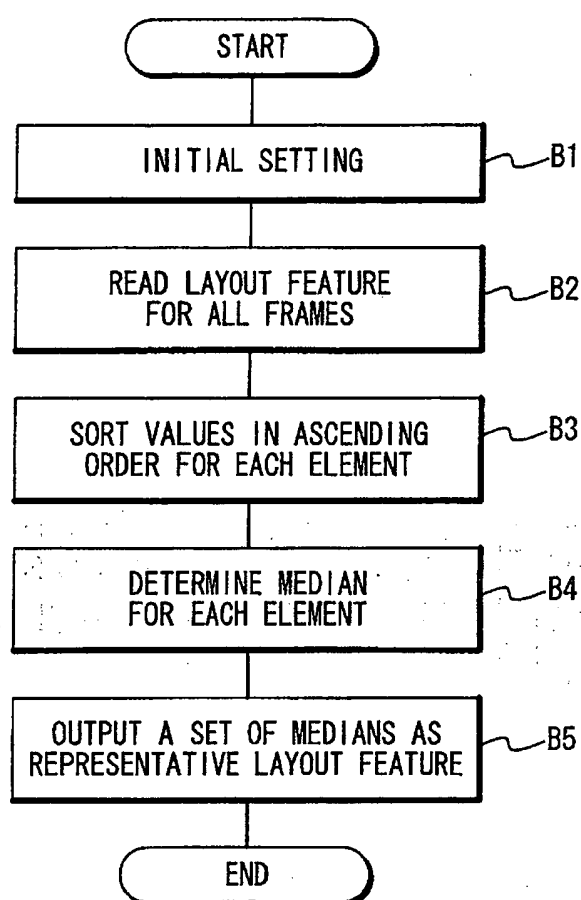 START
INITIAL SETTING
B1
READ LAYOUT FEATURE
FOR ALL FRAMES
B2
SORT VALUES IN ASCENDING
ORDER FOR EACH ELEMENT
B3
DETERMINE MEDIAN
FOR EACH ELEMENT
B4
OUTPUT A SET OF MEDIANS AS
REPRESENTATIVE LAYOUT FEATURE
B5
END